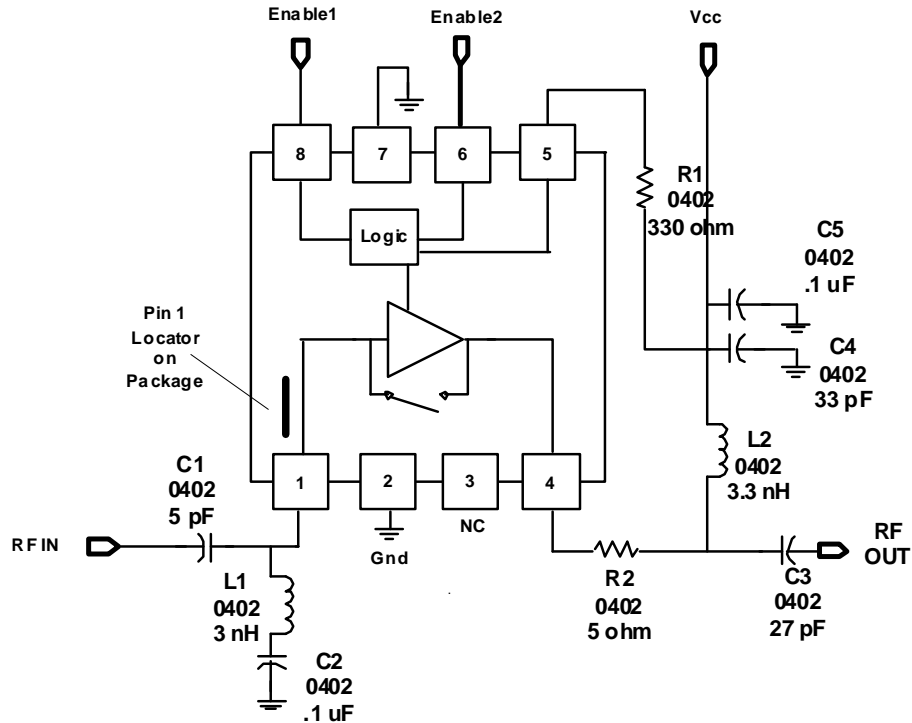 Enable1
Enable2
Vcc
8
7
6
5
R1
0402
330 ohm
C5
0402
.1 uF
Logic
Pin 1
Locator
on
Package
C4
0402
33 pF
L2
0402
3.3 nH
C1
0402
5 pF
1
2
3
4
NC
Gnd
RF IN
RF
OUT
L1
0402
3 nH
R2
0402
5 ohm
C3
0402
27 pF
C2
0402
.1 uF